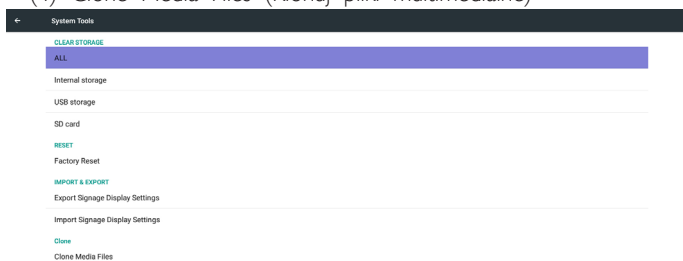 (4) Clone Media Files (Klonuj pliki multimedialne)
← System Tools
CLEAR STORAGE
ALL
Internal storage
USB storage
SD card
RESET
Factory Reset
IMPORT & EXPORT
Export Signage Display Settings
Import Signage Display Settings
Clone
Clone Media Files